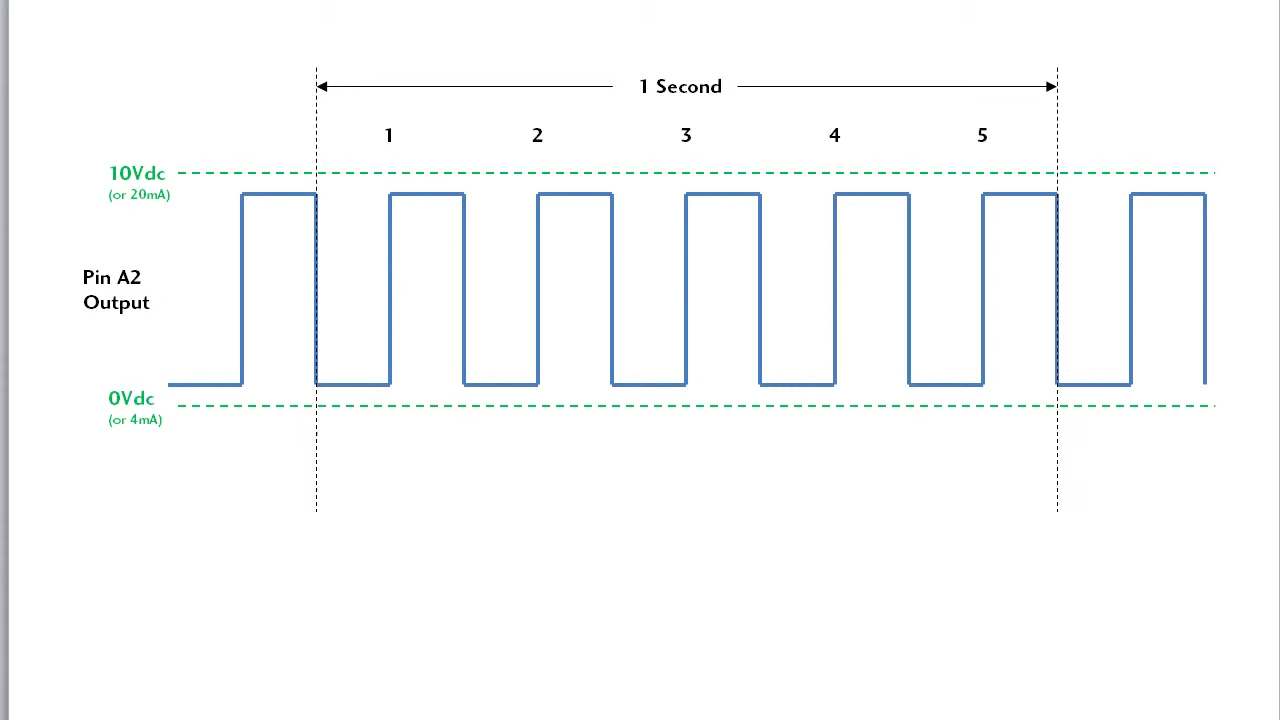 1 Second
1 2 3 4 5
10Vdc
(or 20mA)
Pin A2
Output
0Vdc
(or 4mA)